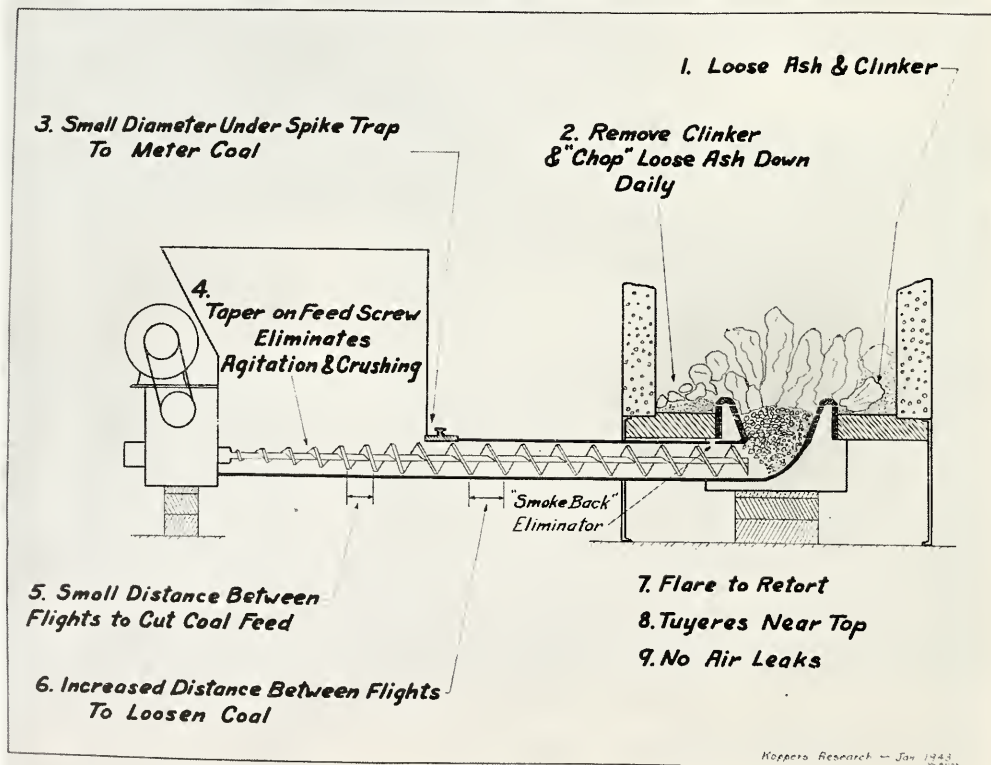 1. Loose Ash & Clinker
3. Small Diameter Under Spike Trap
To Meter Coal
2. Remove Clinker
& "Chop" Loose Ash Down
Daily
4.
Taper on Feed Screw
Eliminates
Agitation & Crushing
"Smoke Back"
Eliminator
5. Small Distance Between
Flights to Cut Coal Feed
6. Increased Distance Between Flights
To Loosen Coal
7. Flare to Retort
8. Tuyeres Near Top
9. No Air Leaks
Koppers Research - Jan 1943